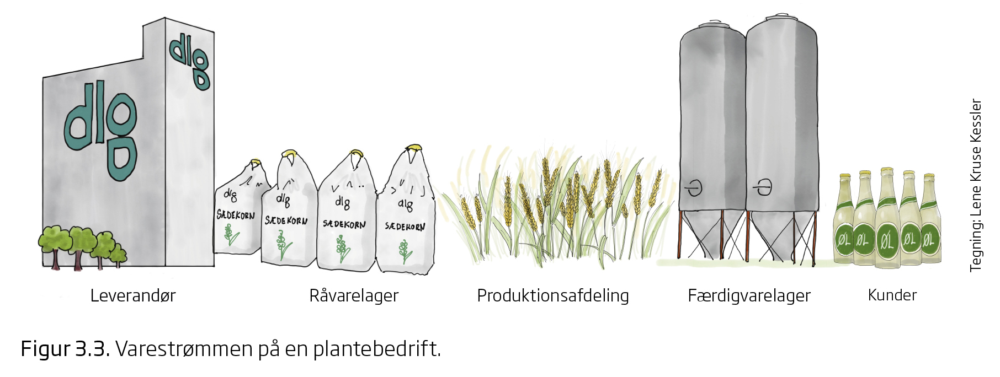 dlg
dlg
dlg
SÆDEKORN
dlg
SÆDEKORN
dlg
SÆDEKORN
dlg
SÆDEKORN
ØL
ØL
ØL
ØL
ØL
Leverandør
Råvarelager
Produktionsafdeling
Færdigvarelager
Kunder
Tegning: Lene Kruse Kessler
Figur 3.3. Varestrømmen på en plantebedrift.